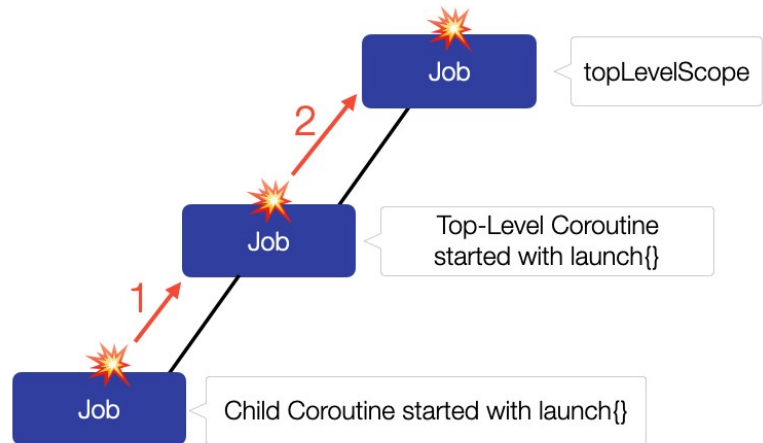 Job
topLevelScope
2
Job
Top-Level Coroutine
started with launch{}
1
Job
Child Coroutine started with launch{}